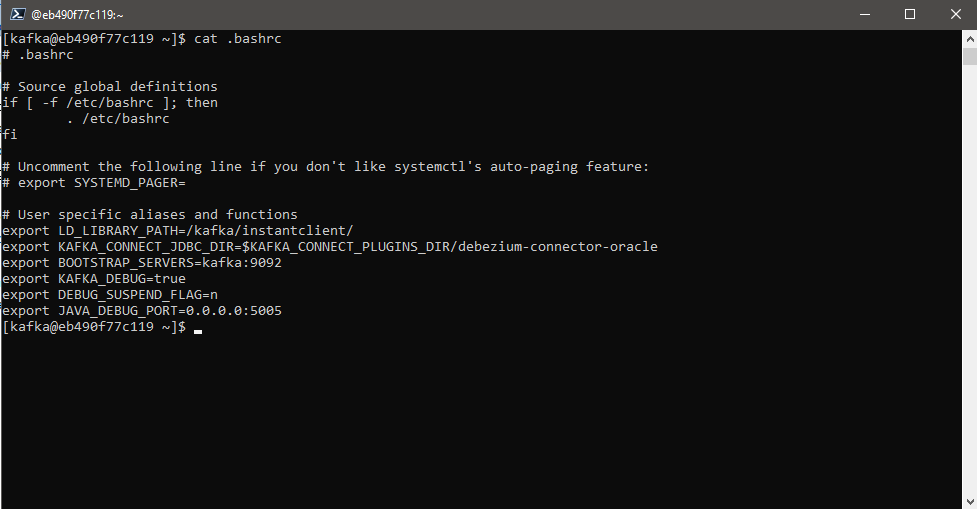 @eb490f77c119:~
[kafka@eb490f77c119 ~]$ cat .bashrc
# .bashrc

# Source global definitions
if [ -f /etc/bashrc ]; then
        . /etc/bashrc
fi

# Uncomment the following line if you don't like systemctl's auto-paging feature:
# export SYSTEMD_PAGER=

# User specific aliases and functions
export LD_LIBRARY_PATH=/kafka/instantclient/
export KAFKA_CONNECT_JDBC_DIR=$KAFKA_CONNECT_PLUGINS_DIR/debezium-connector-oracle
export BOOTSTRAP_SERVERS=kafka:9092
export KAFKA_DEBUG=true
export DEBUG_SUSPEND_FLAG=n
export JAVA_DEBUG_PORT=0.0.0.0:5005
[kafka@eb490f77c119 ~]$